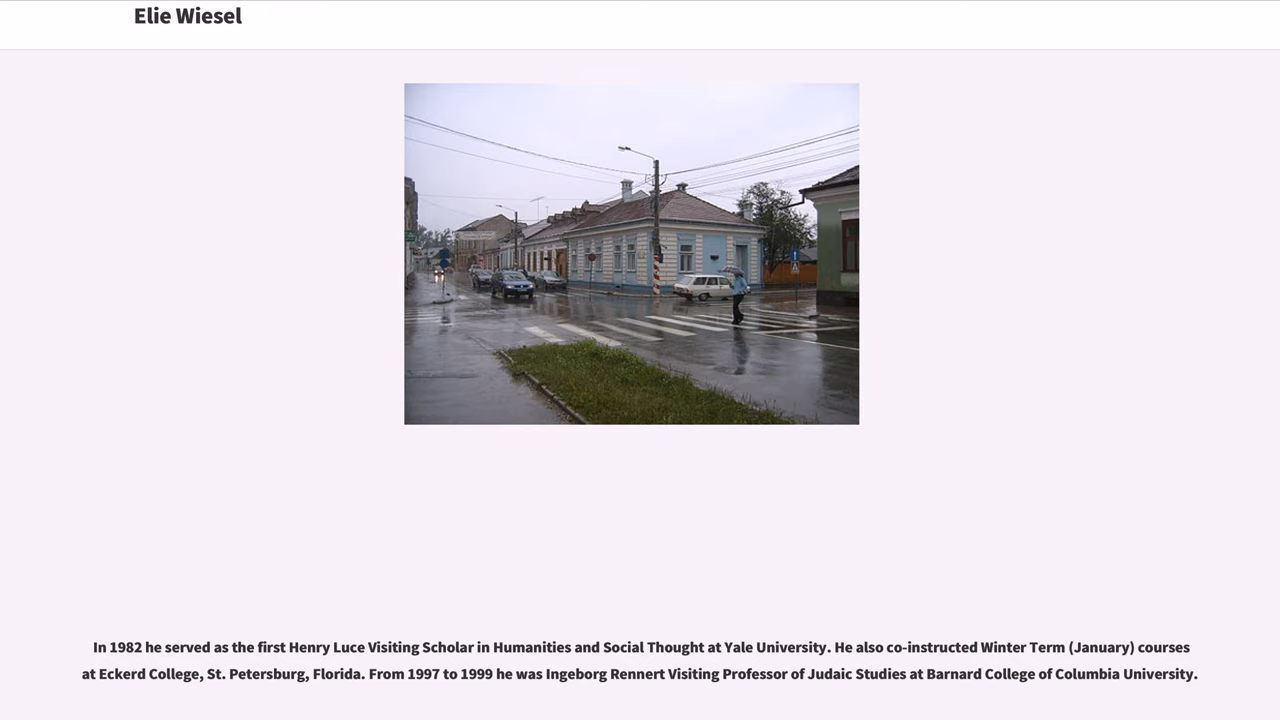 Elie Wiesel
In 1982 he served as the first Henry Luce Visiting Scholar in Humanities and Social Thought at Yale University. He also co-instructed Winter Term (January) courses
at Eckerd College, St. Petersburg, Florida. From 1997 to 1999 he was Ingeborg Rennert Visiting Professor of Judaic Studies at Barnard College of Columbia University.